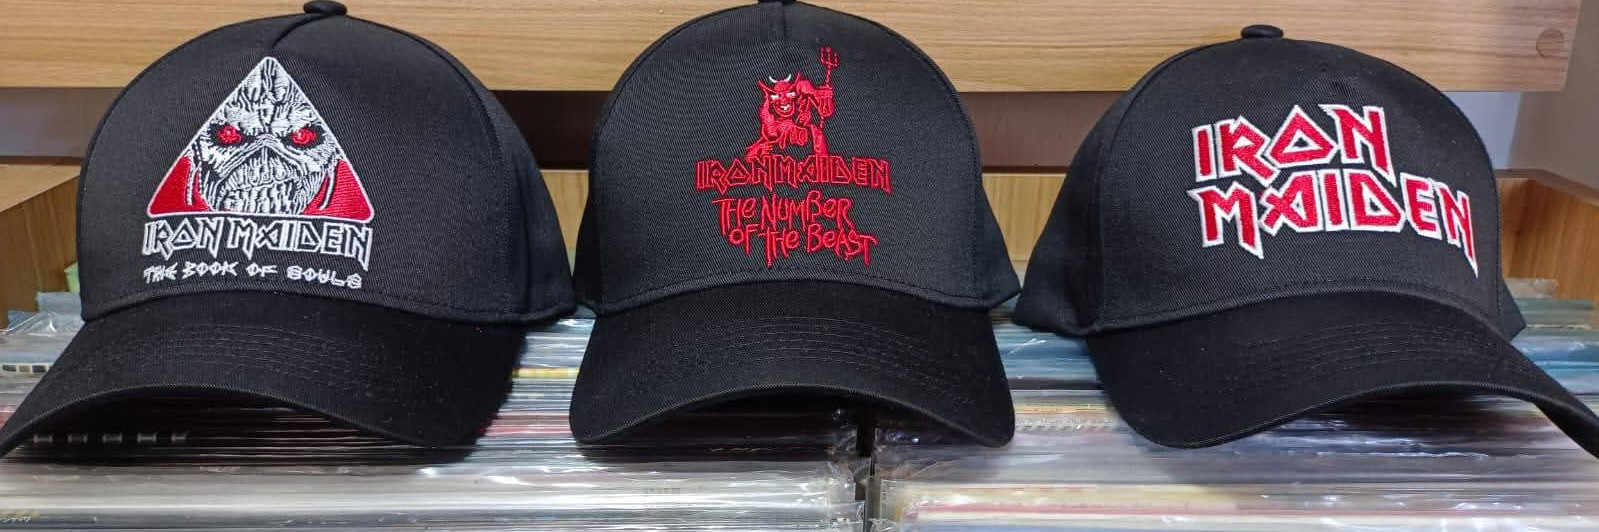 IRON MAIDEN
THE BOOK OF SOULS
IRON MAIDEN
THE NUMBER
OF THE BEAST
IRON
MAIDEN